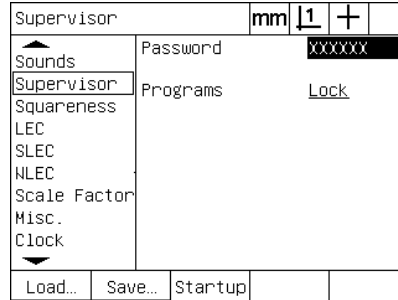 Supervisor mm 1
Sounds
Supervisor
Squareness
LEC
SLEC
NLEC
Scale Factor
Misc.
Clock
Password XXXXXX
Programs Lock
Load... Save... Startup